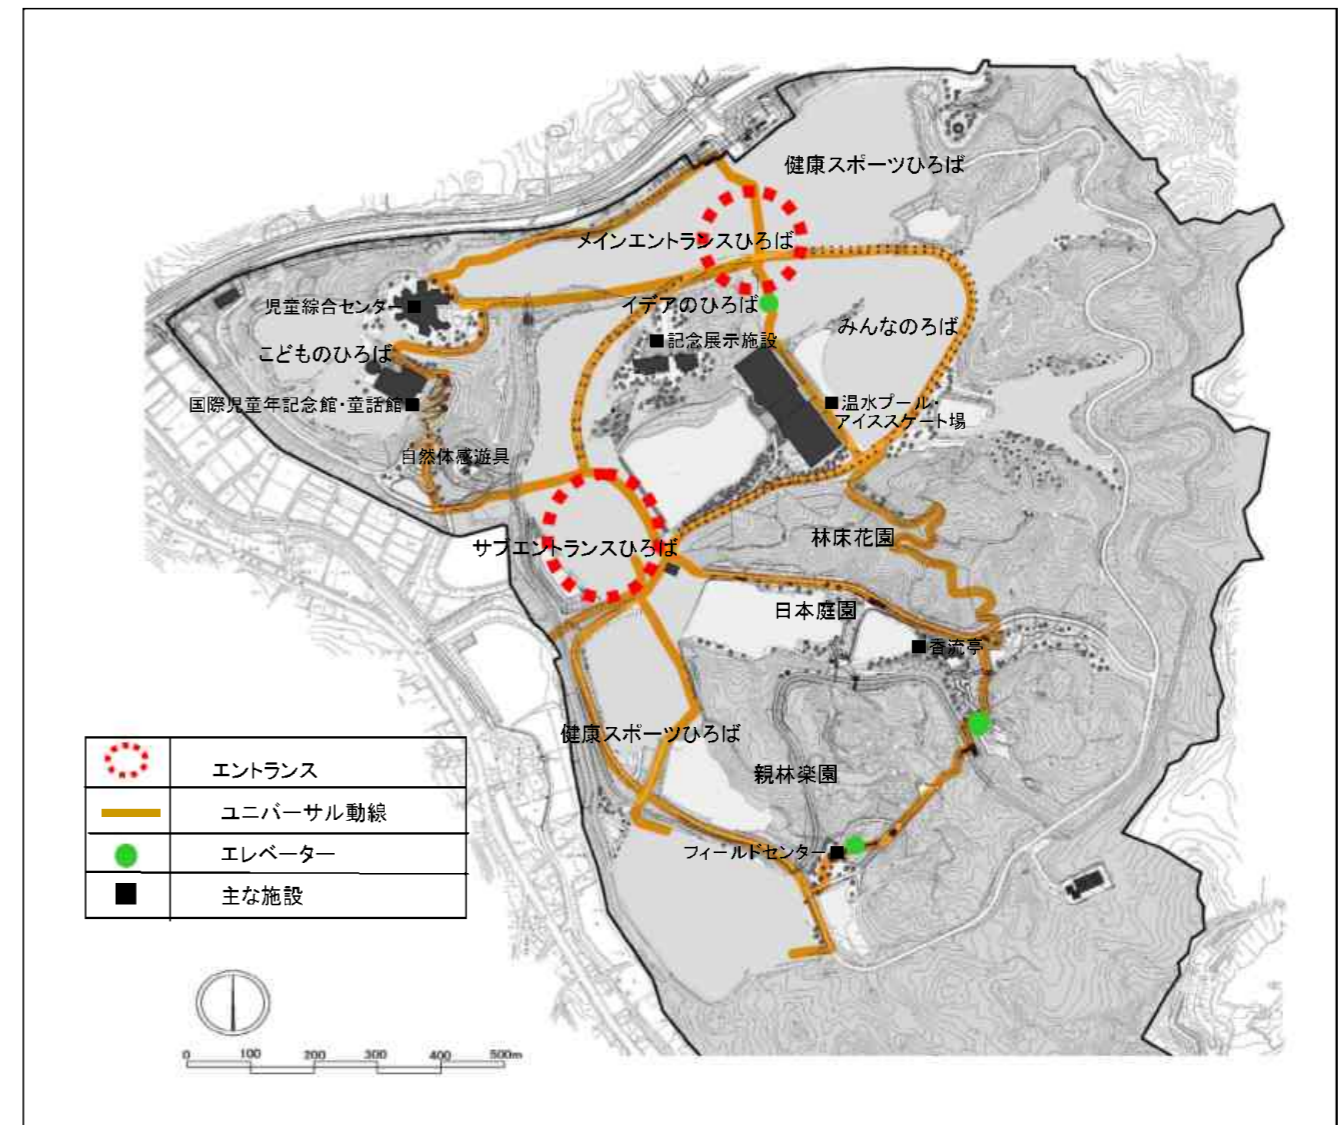 健康スポーツひろば
メインエントランスひろば
児童綜合センター■
イデアのひろば
みんなのろば
■記念展示施設
こどものひろば
国際児童年記念館・童話館■
■温水プール・
アイススケート場
自然体感遊具
林床花園
サブエントランスひろば
日本庭園
■香流亭
健康スポーツひろば
親林楽園
フィールドセンター■
エントランス
ユニバーサル動線
エレベーター
主な施設
0 100 200 300 400 500m